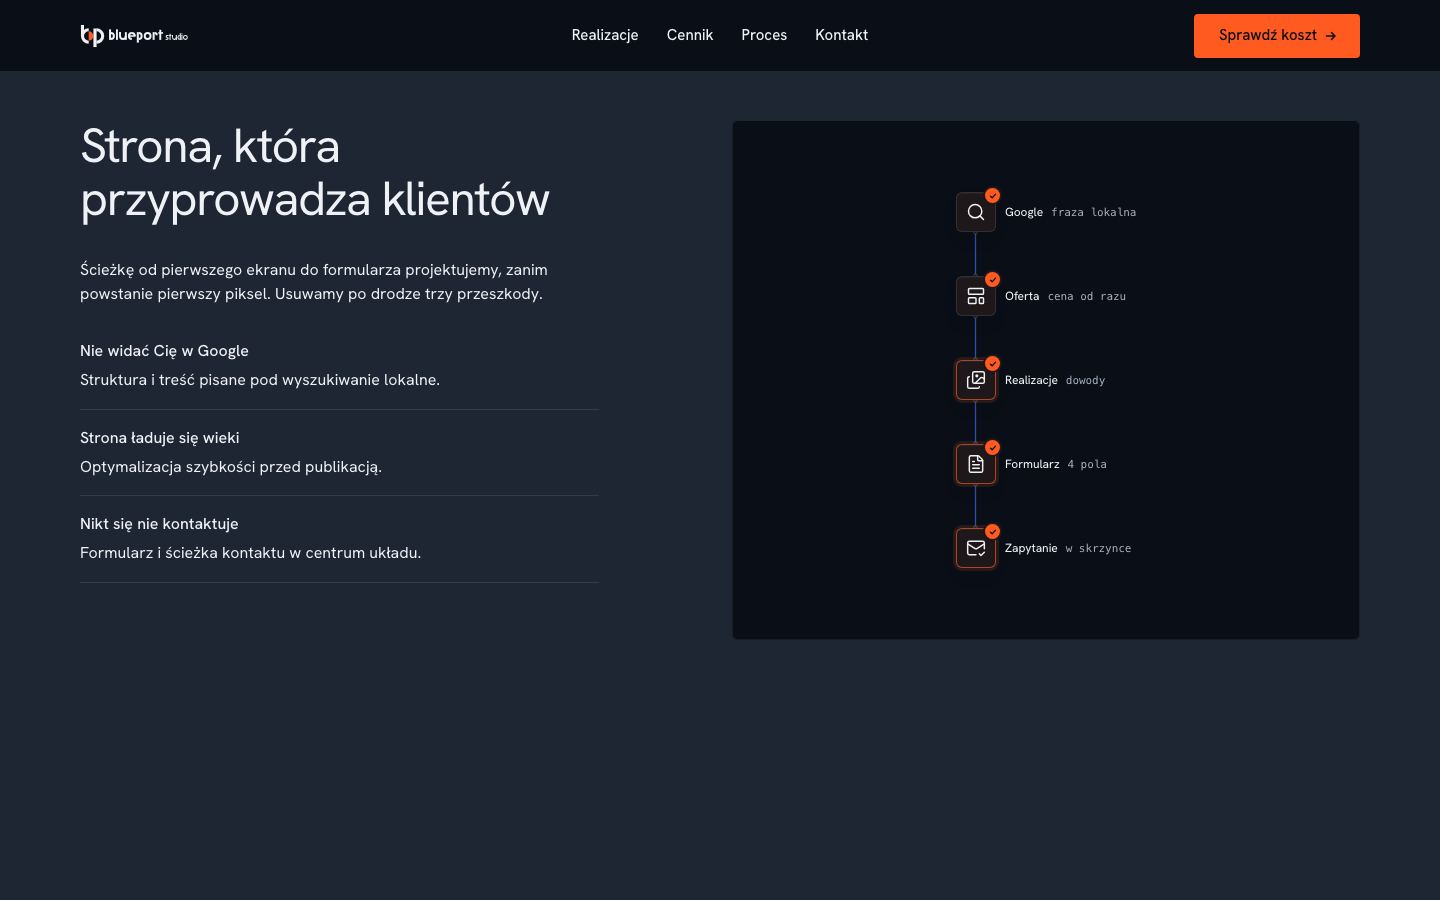 blueport studio
Realizacje
Cennik
Proces
Kontakt
Sprawdź koszt →
Strona, która
przyprowadza klientów
Ścieżkę od pierwszego ekranu do formularza projektujemy, zanim
powstanie pierwszy piksel. Usuwamy po drodze trzy przeszkody.
Nie widać Cię w Google
Struktura i treść pisane pod wyszukiwanie lokalne.
Strona ładuje się wieki
Optymalizacja szybkości przed publikacją.
Nikt się nie kontaktuje
Formularz i ścieżka kontaktu w centrum układu.
Google fraza lokalna
Oferta cena od razu
Realizacje dowody
Formularz 4 pola
Zapytanie w skrzynce